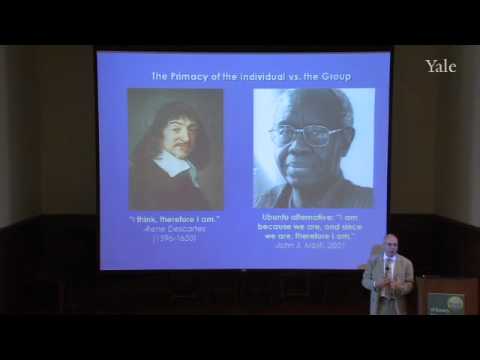 Yale
The Primacy of the Individual vs. the Group
"I think, therefore I am."
-Rene Descartes
(1596-1650)
Ubuntu alternative: "I am
because we are, and since
we are, therefore I am."
John S. Mbiti, 2001